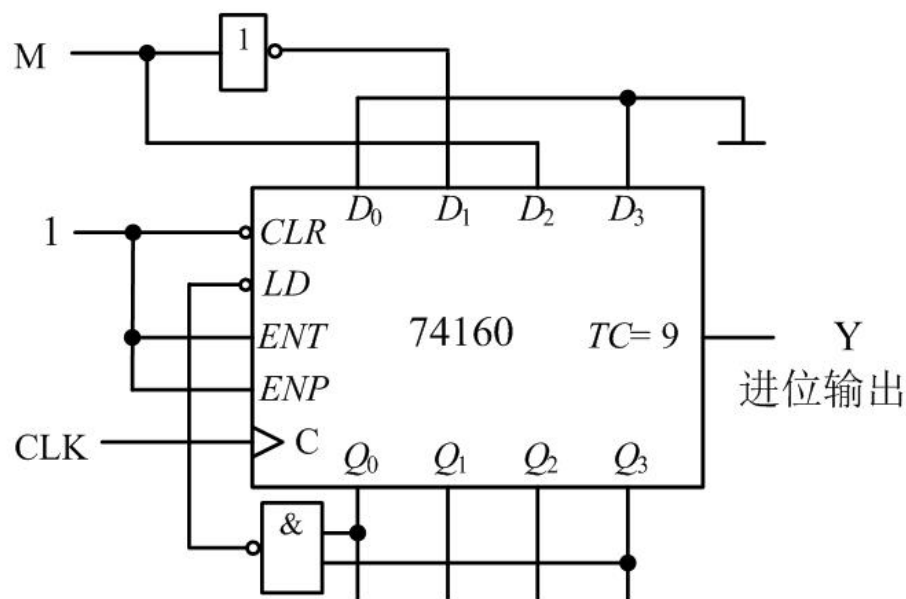 M
1
D₀ D₁ D₂ D₃
1
CLR
LD
ENT
74160
TC= 9
Y
进位输出
ENP
CLK
C
Q₀ Q₁ Q₂ Q₃
&